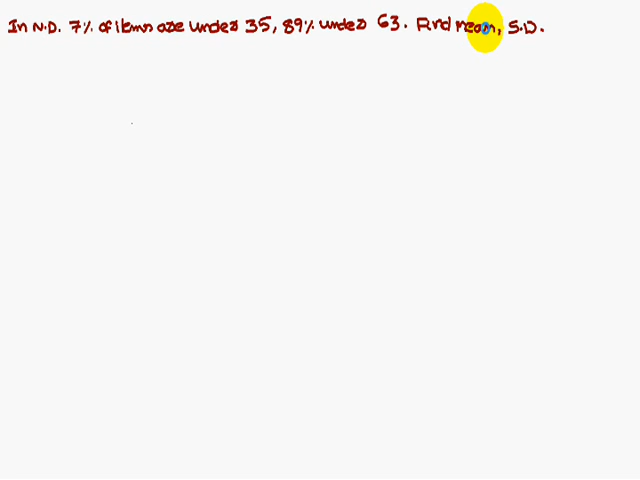 In N.D. 7% of items are under 35, 89% under 63. Find mean, S.D.